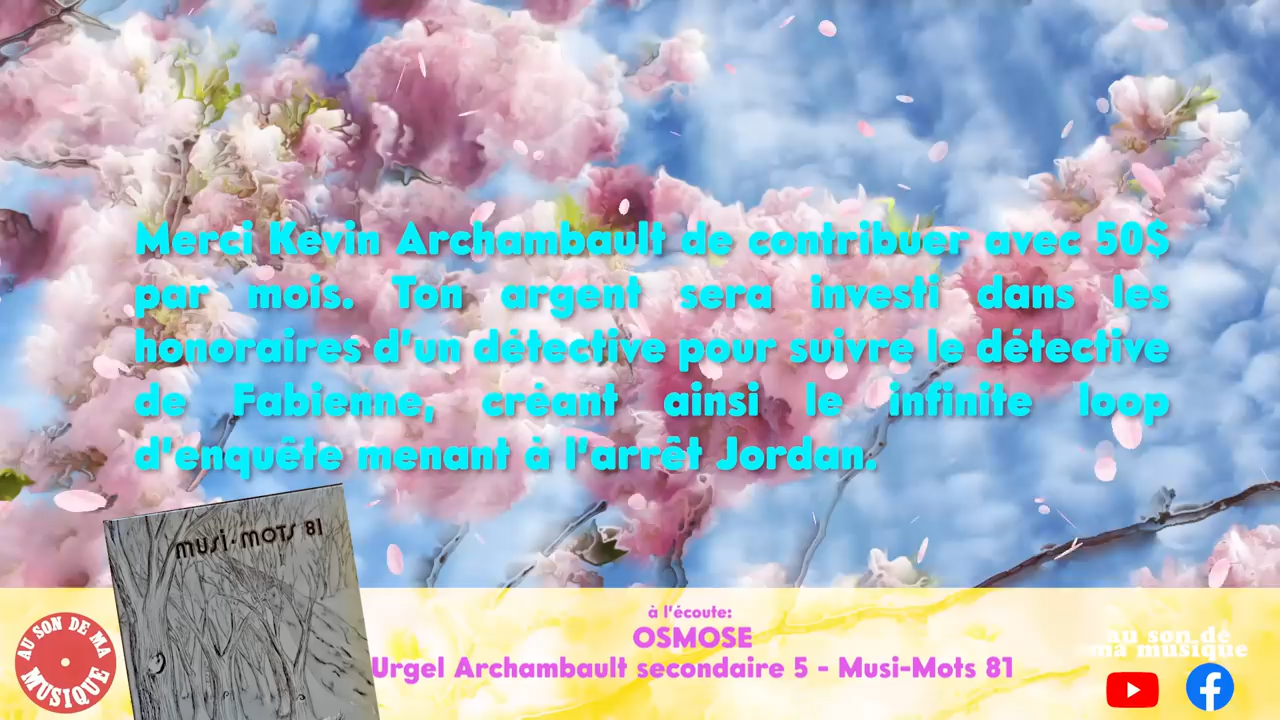 Merci Kevin Archambault de contribuer avec 50$
par mois. Ton argent sera investi dans les
honoraires d'un détective pour suivre le détective
de Fabienne, créant ainsi le infinite loop
d'enquête menant à l'arrêt Jordan.
musi-mots 81
à l'écoute:
OSMOSE
Urgel Archambault secondaire 5 - Musi-Mots 81
AU SON DE MA
MUSIQUE
au son de
ma musique